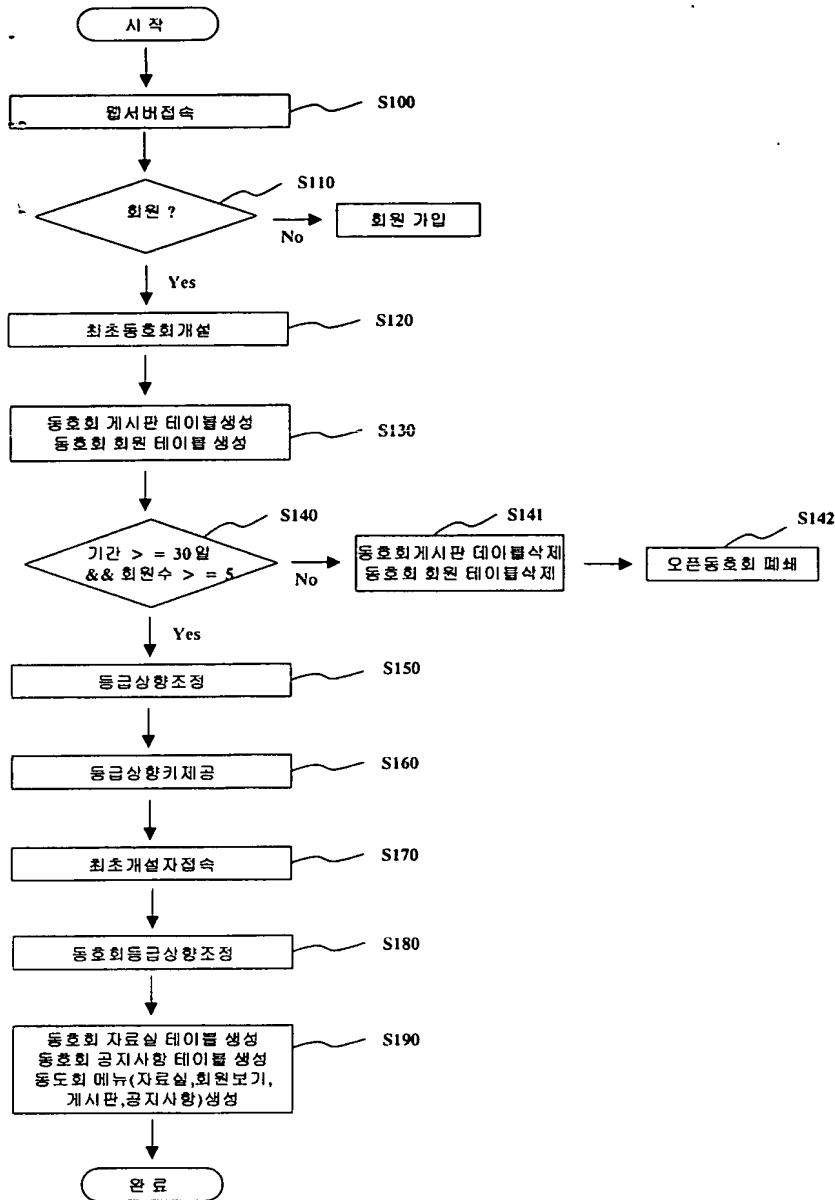 시 작
웹서버접속
S100
회원 ?
S110
No
회원 가입
Yes
최초동호회개설
S120
동호회 게시판 테이블생성
동호회 회원 테이블 생성
S130
기간 > = 30일
&& 회원수 > = 5
S140
No
동호회게시판 데아블삭제
동호회 회원 테이블삭제
S141
오픈동호회 폐쇄
S142
Yes
등급상향조정
S150
등급상향키제공
S160
최초개설자접속
S170
동호회등급상향조정
S180
동호회 자료실 테이블 생성
동호회 공지사항 테이블 생성
동도회 메뉴(자료실,회원보기,
게시판,공지사항)생성
S190
완 료